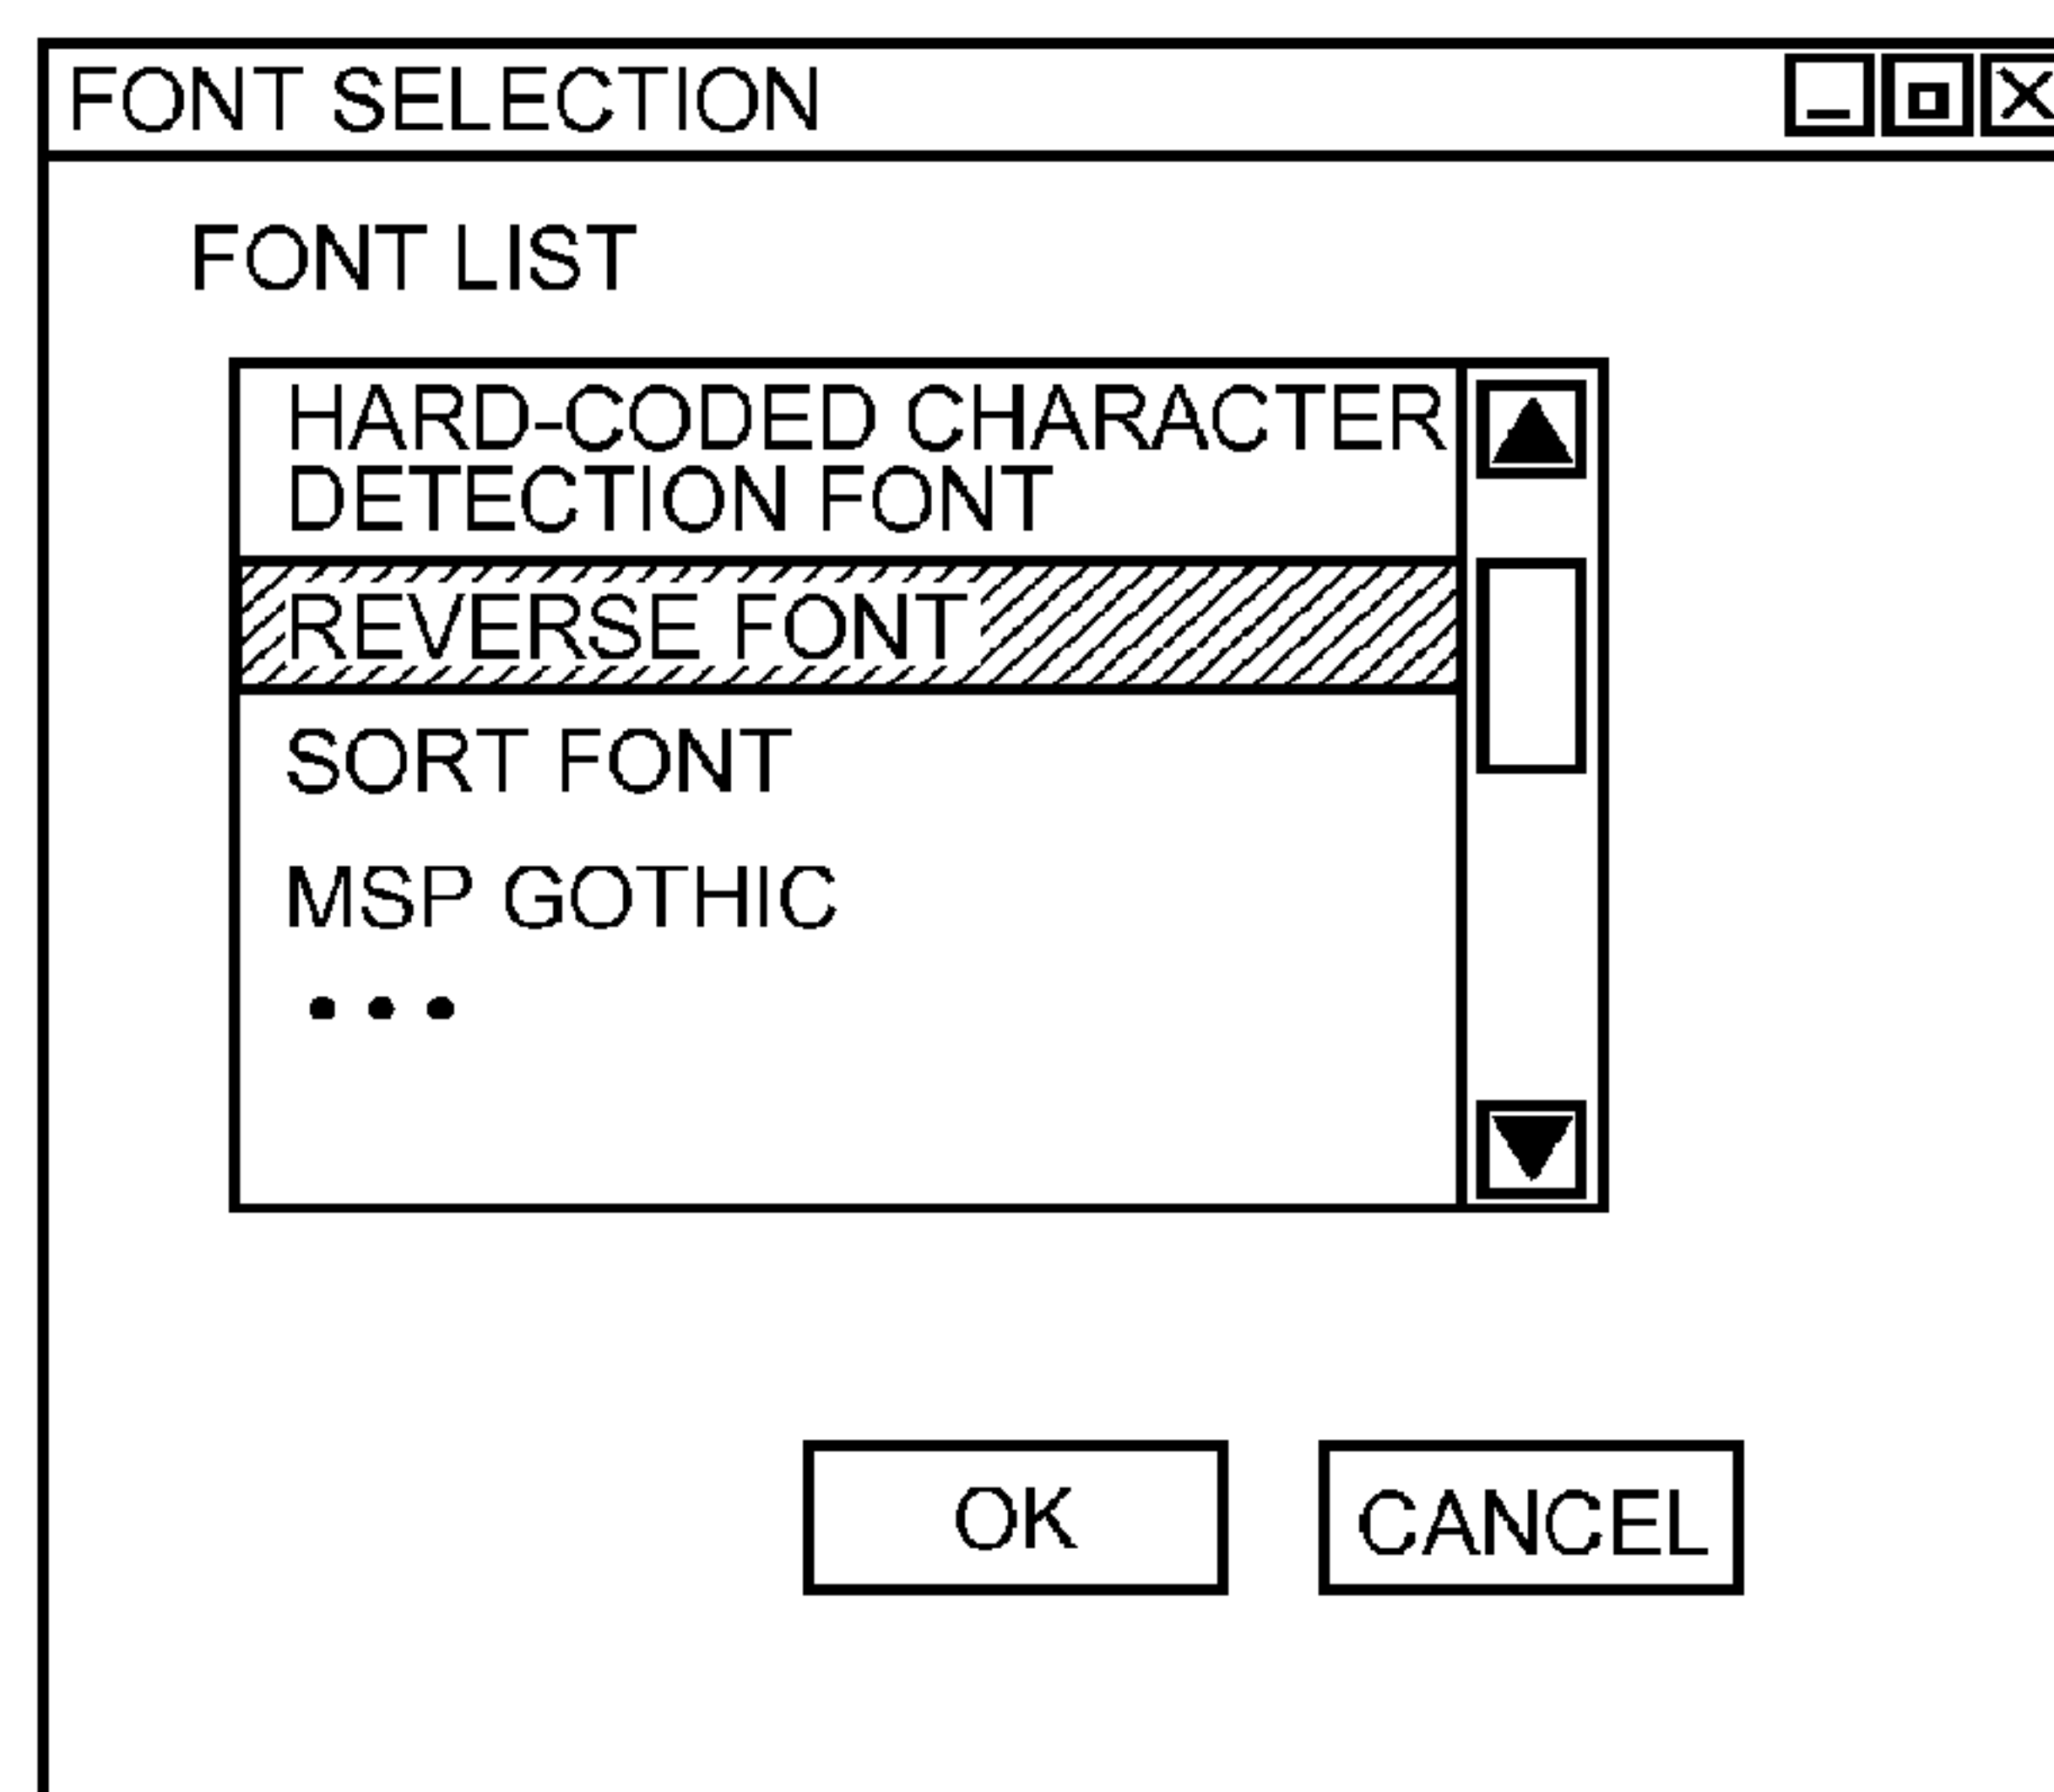 FONT SELECTION
FONT LIST
HARD-CODED CHARACTER
DETECTION FONT
REVERSE FONT
SORT FONT
MSP GOTHIC
• • •
OK
CANCEL